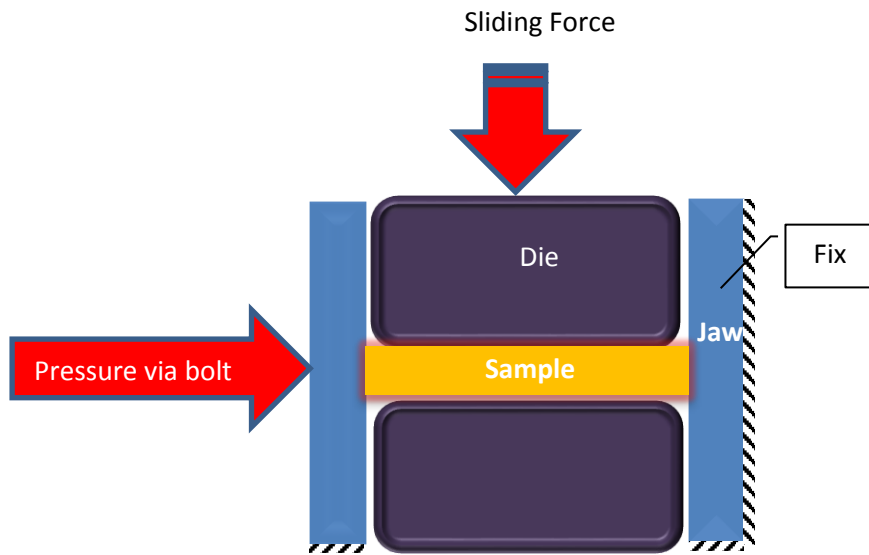 Sliding Force
Die
Fix
Jaw
Pressure via bolt
Sample